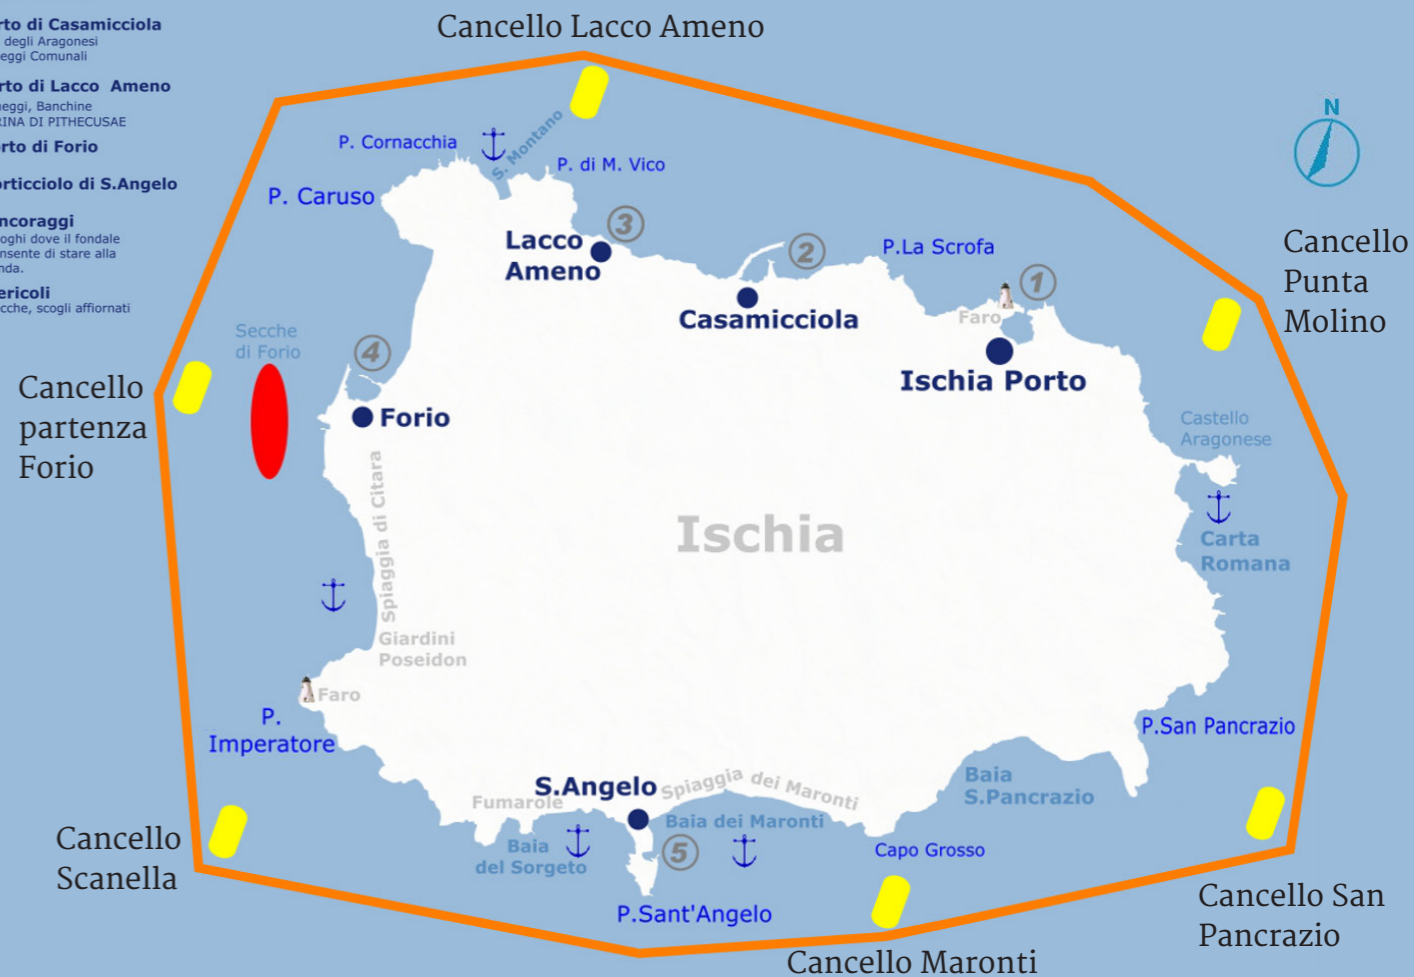 Cancello Lacco Ameno
rto di Casamicciola
degli Aragonesi
eggi Comunali
rto di Lacco Ameno
eggi, Banchine
RINA DI PITHECUSAE
rto di Forio
orticciolo di S.Angelo
ncoraggi
oghi dove il fondale
nsente di stare alla
nda.
ericoli
cche, scogli affiornati
N
P. Cornacchia
S. Montano
P. di M. Vico
P. Caruso
3
Lacco
Ameno
2
P.La Scrofa
Cancello
Punta
Molino
1
Casamicciola
Faro
Secche
di Forio
4
Ischia Porto
Cancello
partenza
Forio
Forio
Castello
Aragonese
Spiaggia di Citara
Ischia
Carta
Romana
Giardini
Poseidon
Faro
P.
Imperatore
P.San Pancrazio
S.Angelo
Spiaggia dei Maronti
Baia
S.Pancrazio
Fumarole
Baia dei Maronti
Cancello
Scanella
Baia
del Sorgeto
5
Capo Grosso
P.Sant'Angelo
Cancello San
Pancrazio
Cancello Maronti